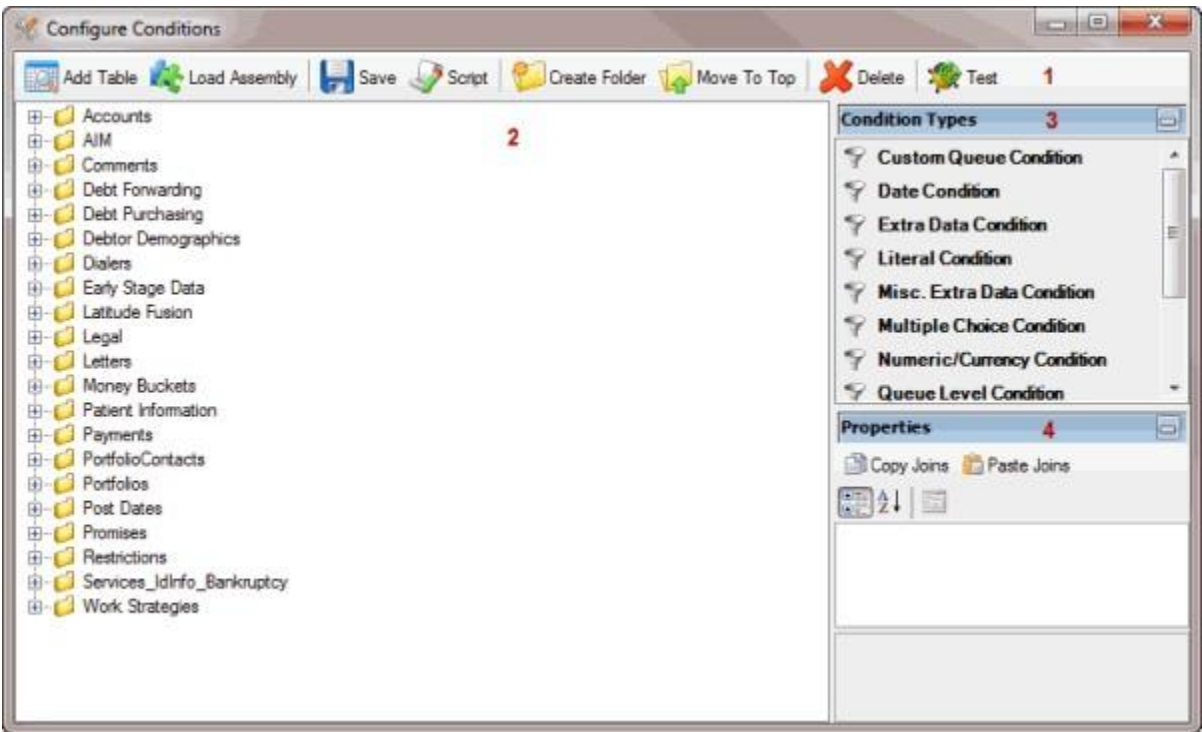 Configure Conditions
Add Table Load Assembly Save Script Create Folder Move To Top Delete Test 1
2
Accounts
AIM
Comments
Debt Forwarding
Debt Purchasing
Debtor Demographics
Dialers
Early Stage Data
Latitude Fusion
Legal
Letters
Money Buckets
Patient Information
Payments
PortfolioContacts
Portfolios
Post Dates
Promises
Restrictions
Services_IdInfo_Bankruptcy
Work Strategies
Condition Types 3
Custom Queue Condition
Date Condition
Extra Data Condition
Literal Condition
Misc. Extra Data Condition
Multiple Choice Condition
Numeric/Currency Condition
Queue Level Condition
Properties 4
Copy Joins Paste Joins
A
Z